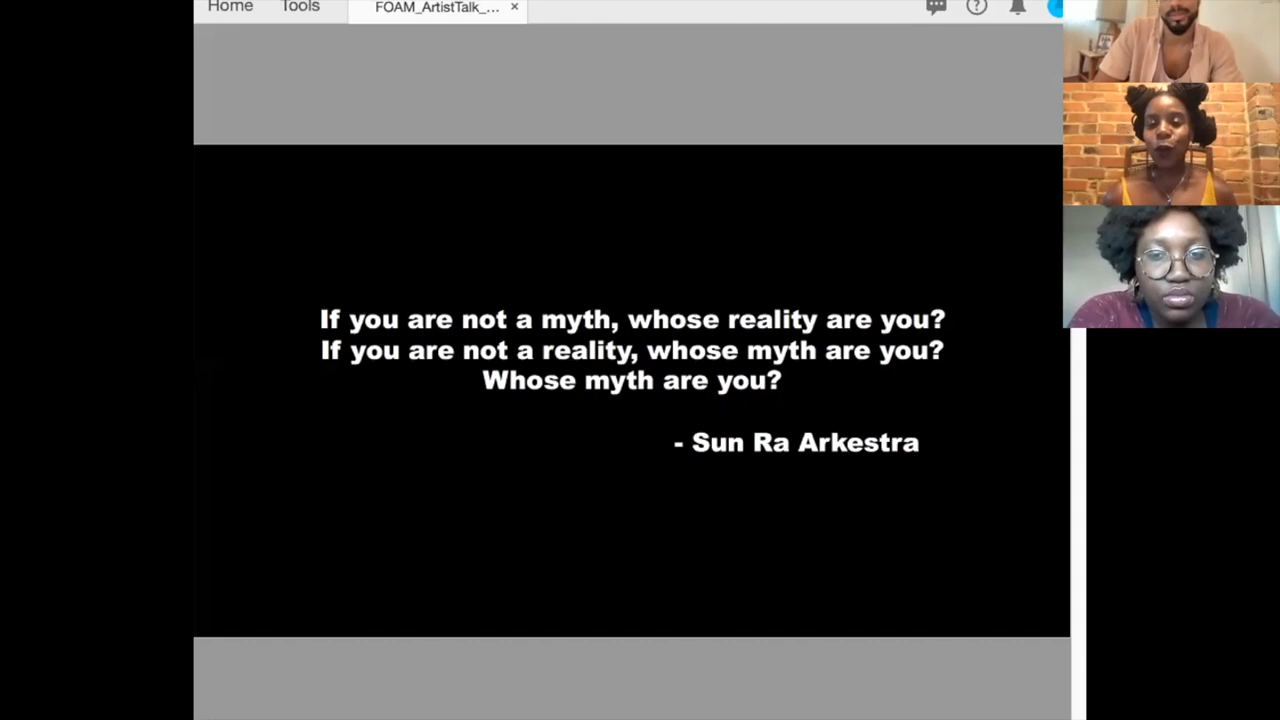 Home Tools FOAM_ArtistTalk_... ×
If you are not a myth, whose reality are you?
If you are not a reality, whose myth are you?
Whose myth are you?
- Sun Ra Arkestra